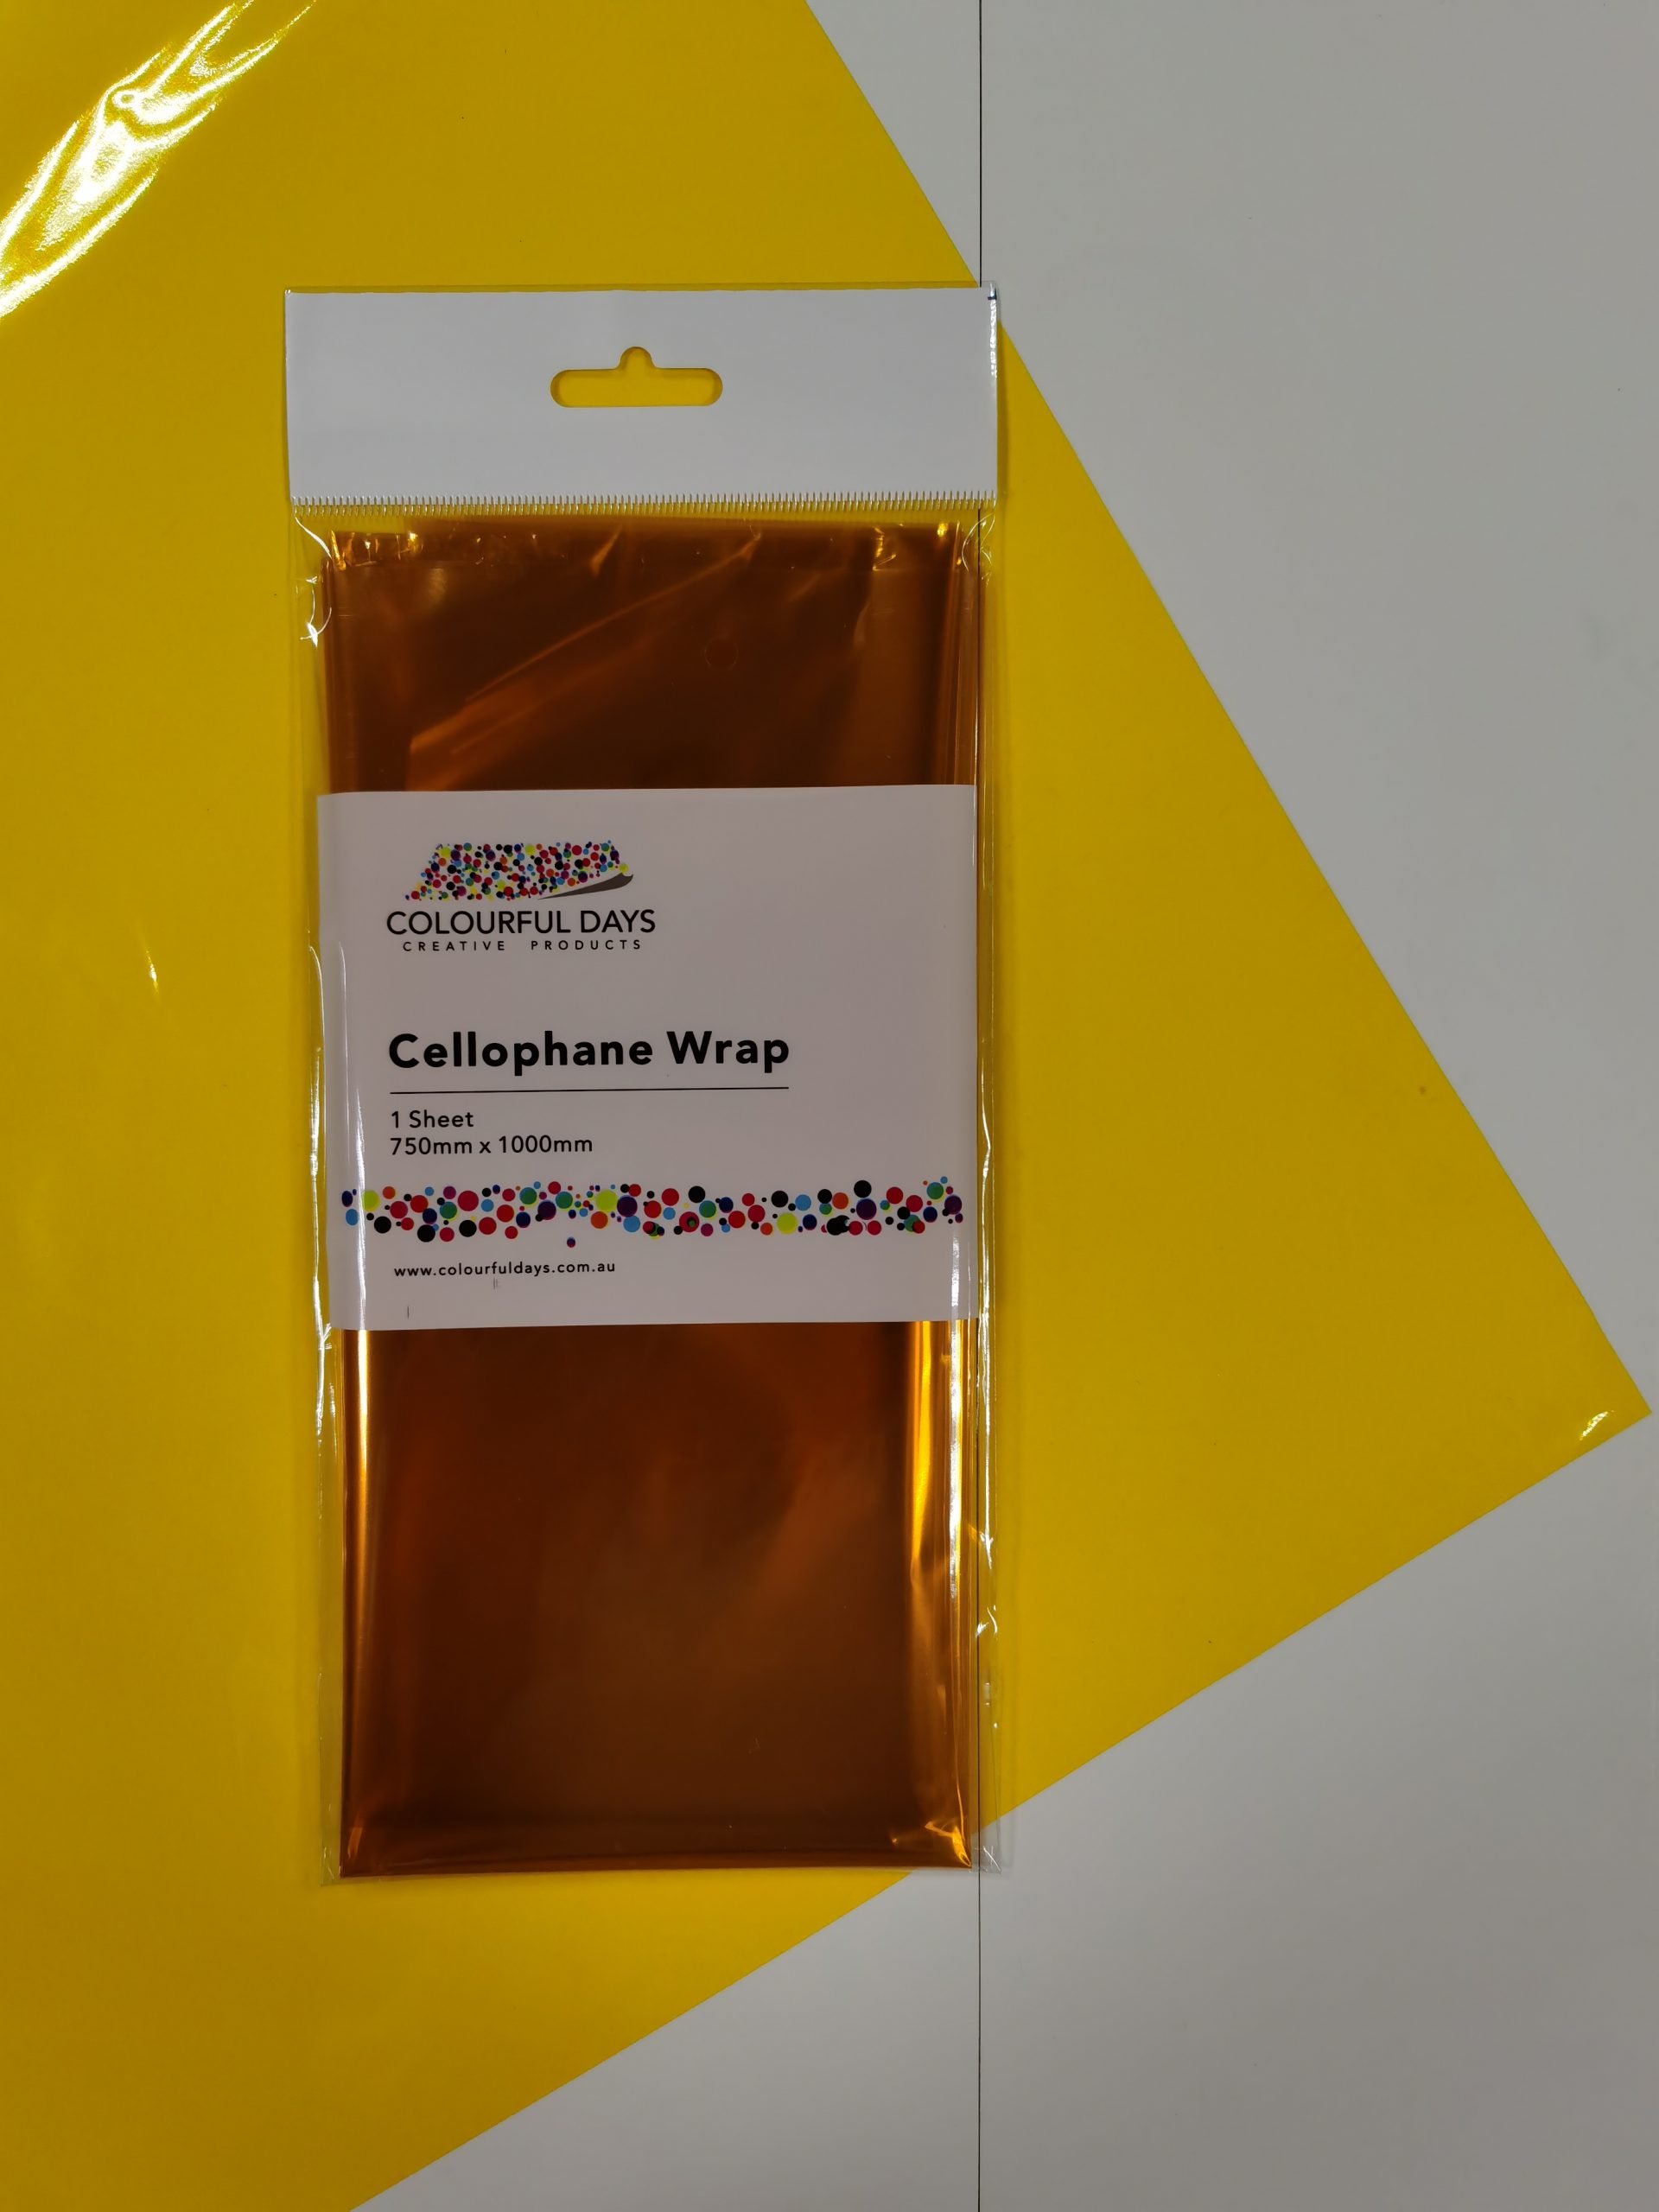 COLOURFUL DAYS
CREATIVE PRODUCTS
Cellophane Wrap
1 Sheet
750mm x 1000mm
www.colourfuldays.com.au